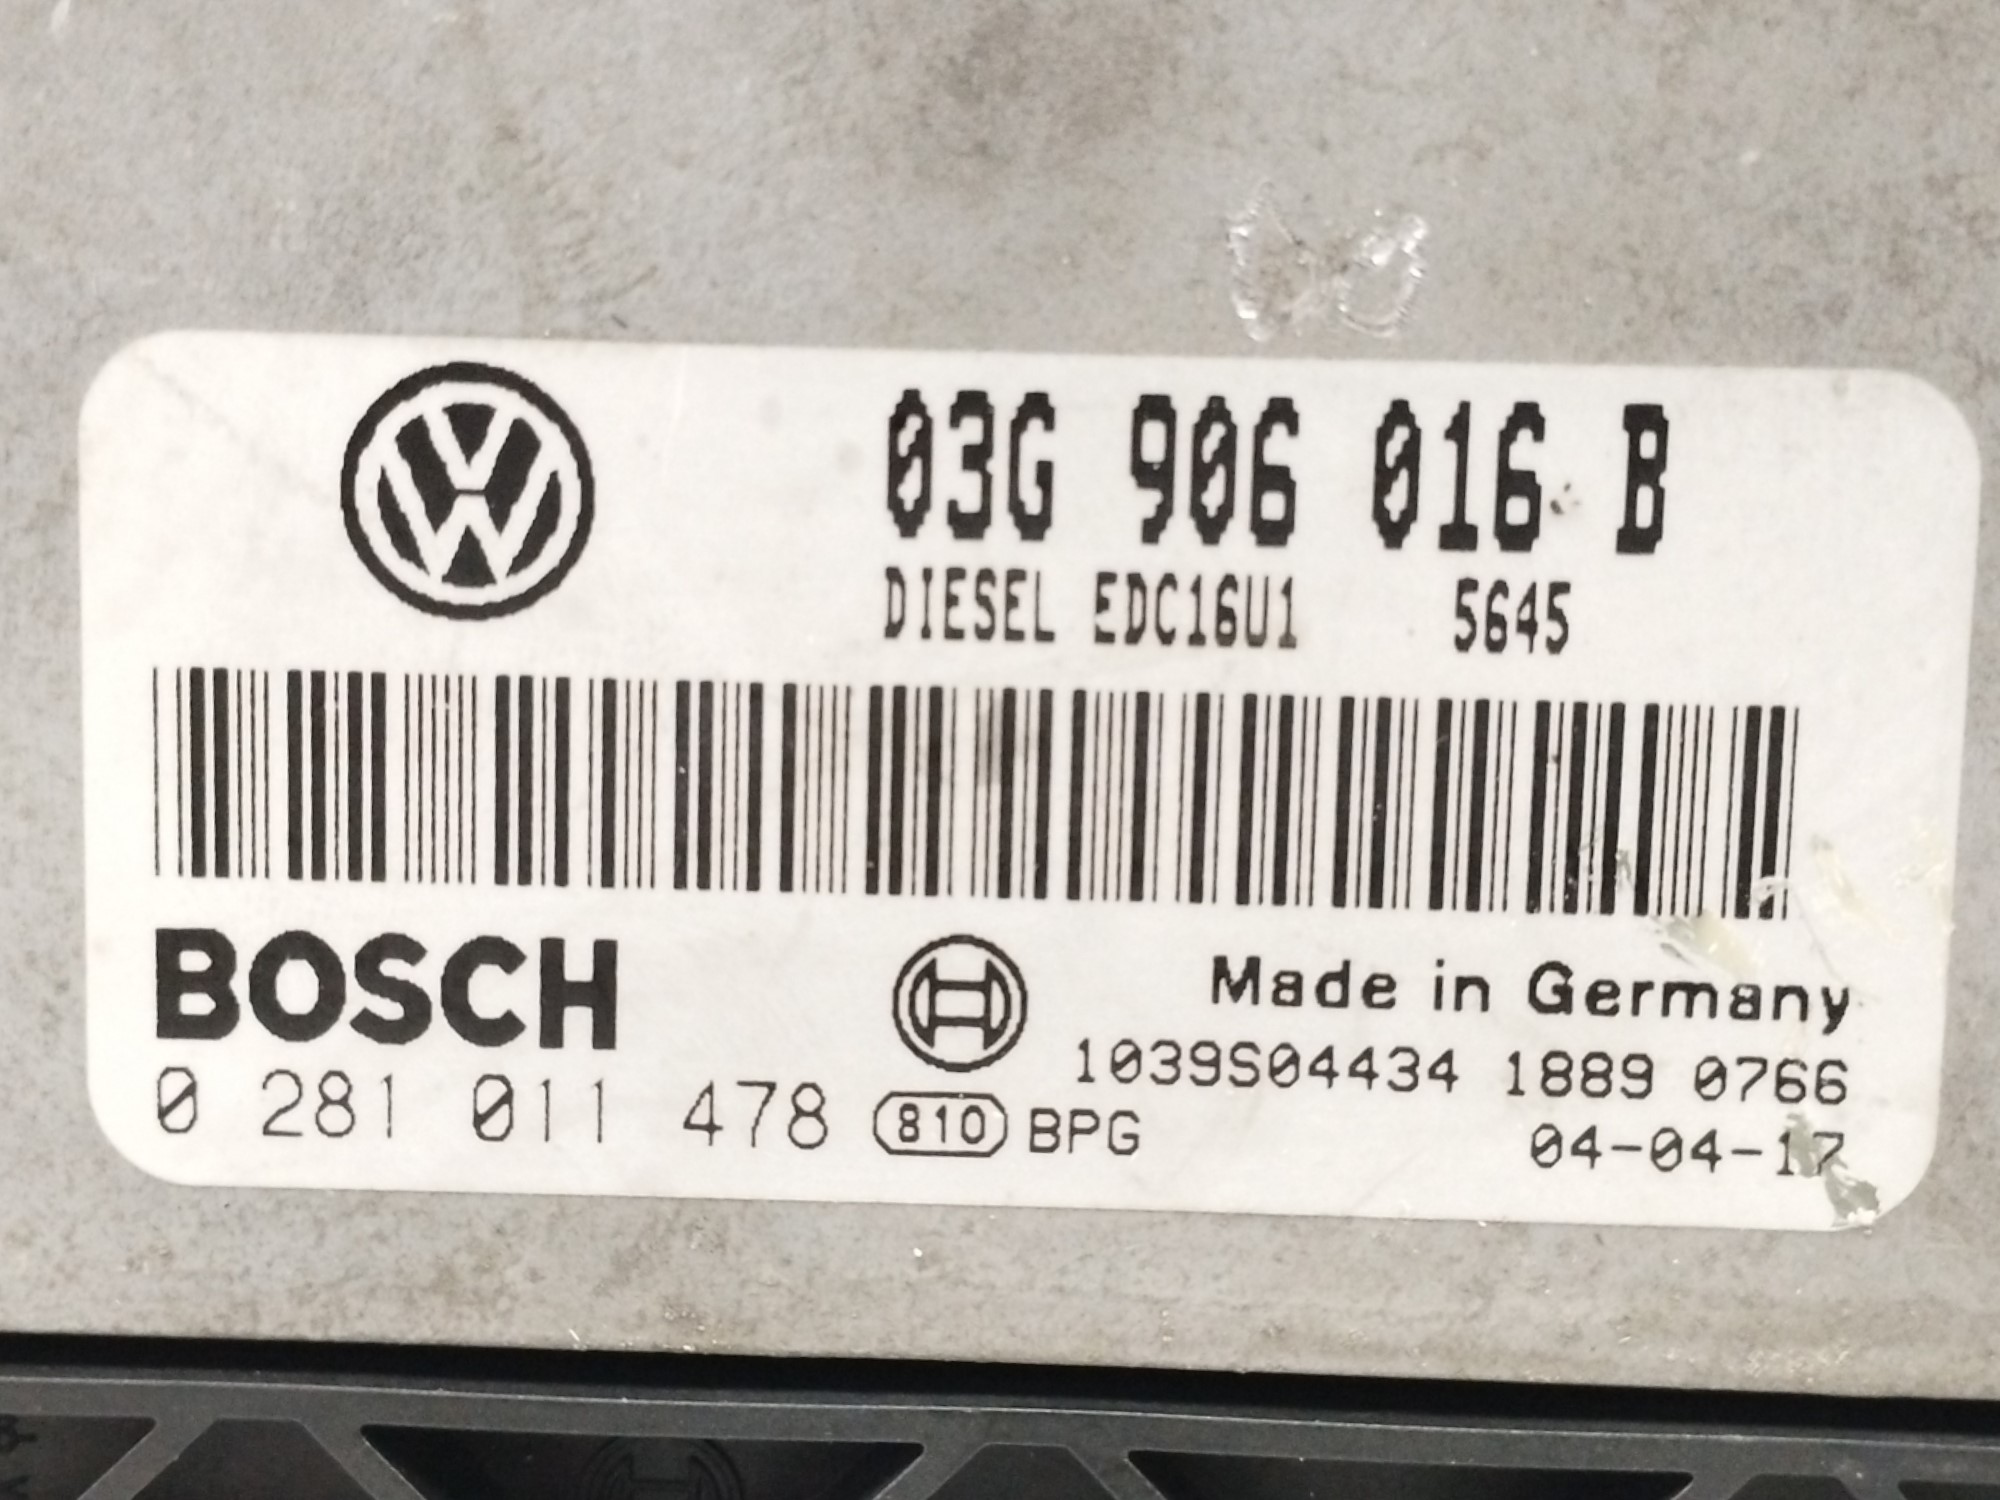 03G 906 016 B
DIESEL EDC16U1 5645
BOSCH
Made in Germany
1039S04434 1889 0766
0 281 011 478 810 BPG
04-04-17